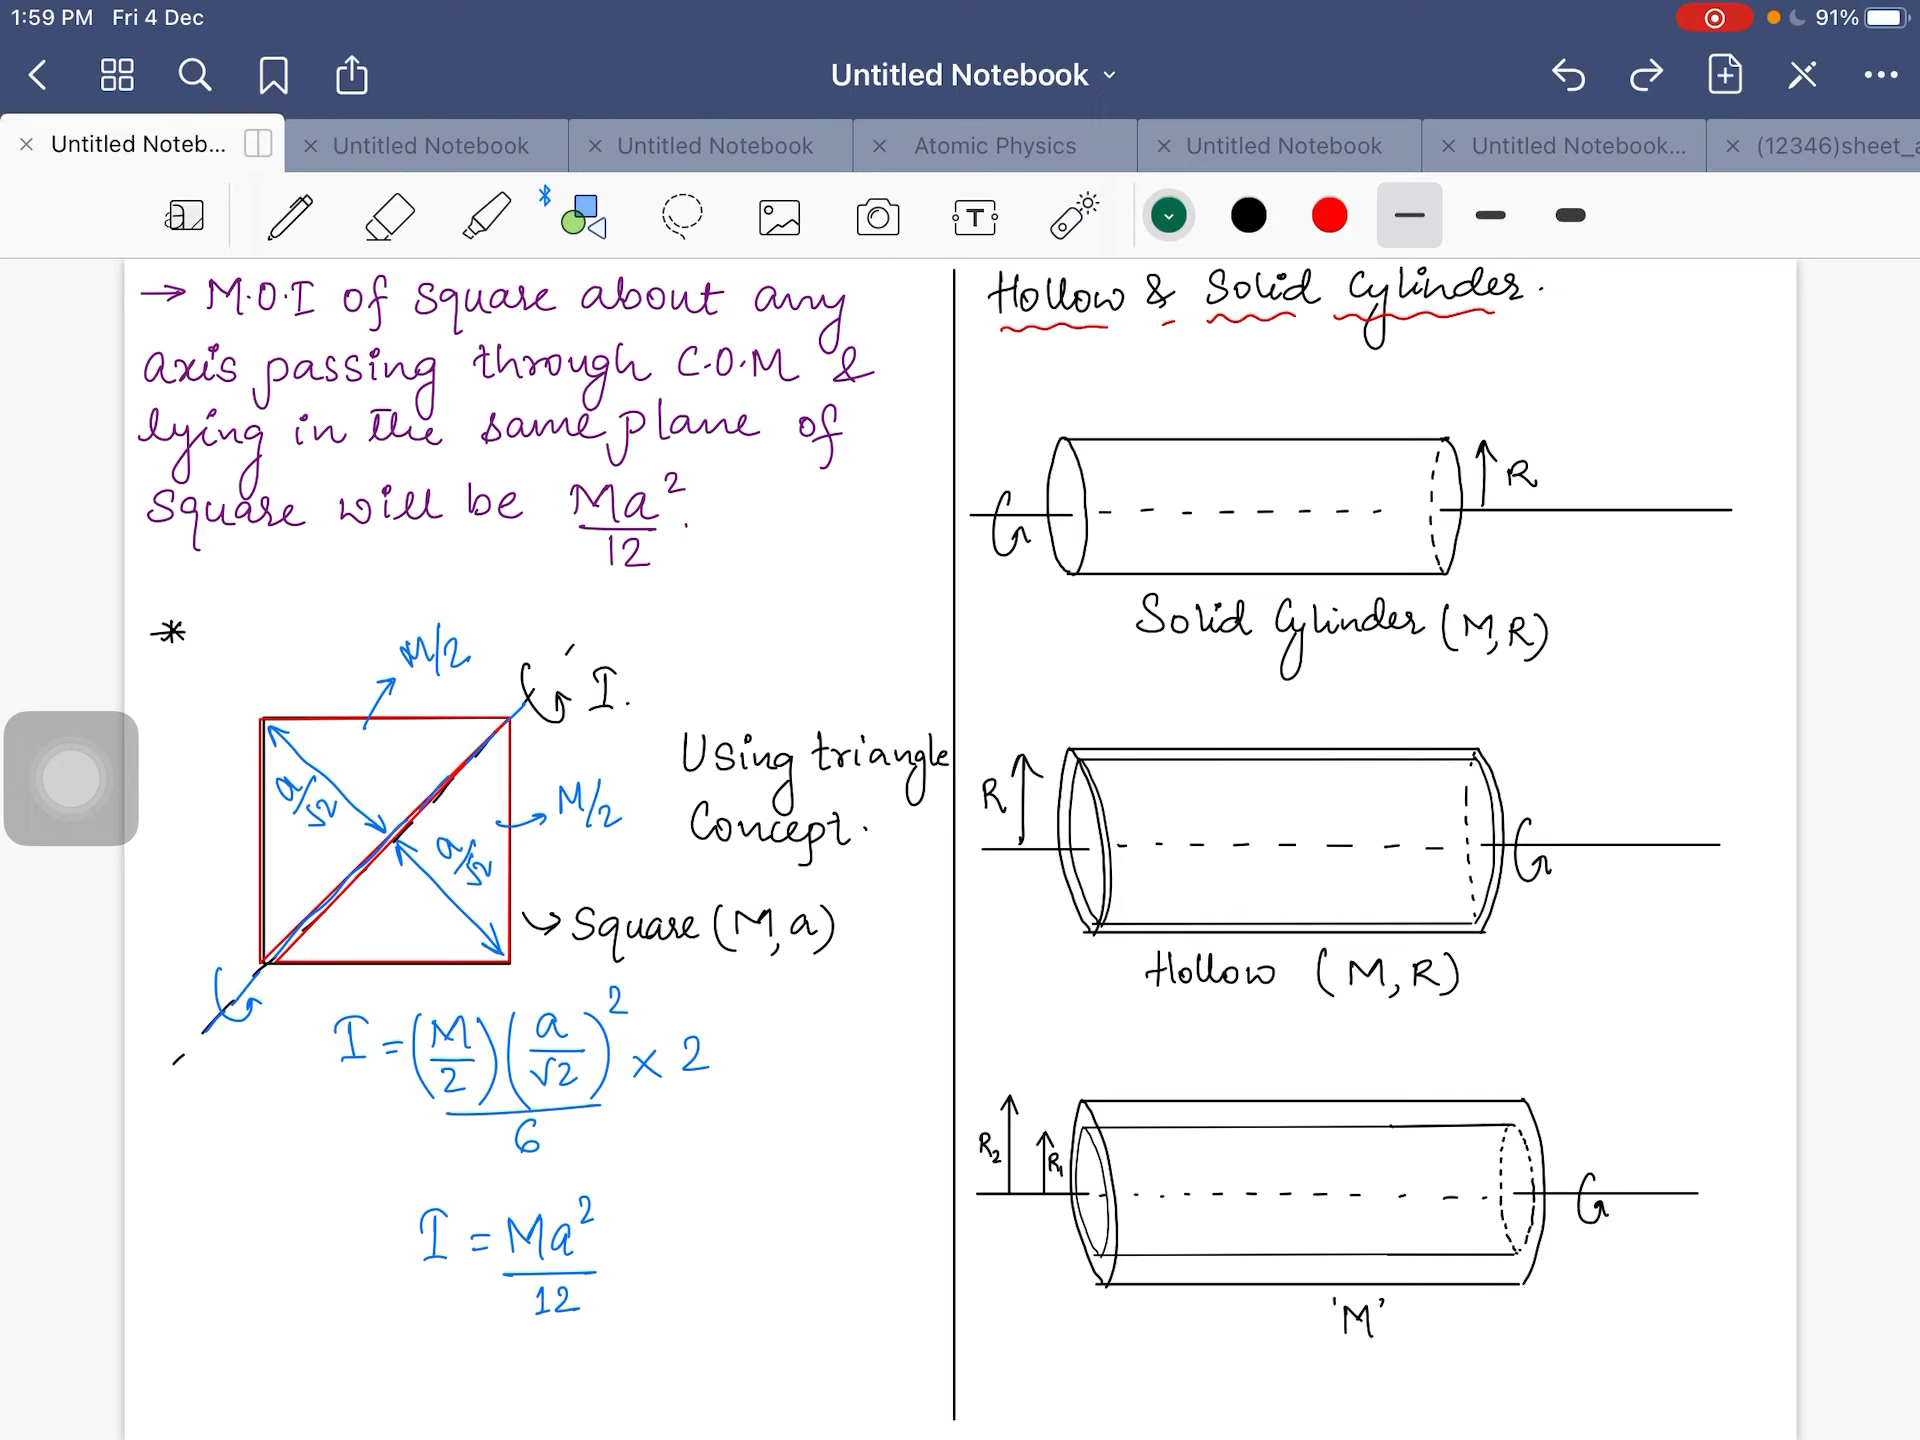 1:59 PM Fri 4 Dec
91%
Untitled Notebook
Untitled Noteb...
Untitled Notebook
Untitled Notebook
Atomic Physics
Untitled Notebook
Untitled Notebook...
(12346)sheet_a
→ M.O.I of square about any
axis passing through C.O.M &
lying in the same plane of
square will be Ma²/12.
*
M/2
I.
a/√2
M/2
a/√2
Using triangle
Concept.
Square (M, a)
I = (M/2)(a/√2)² × 2
6
I = Ma²
12
Hollow & Solid Cylinder.
R
Solid Cylinder (M, R)
R
Hollow (M, R)
R₂
R₁
'M'